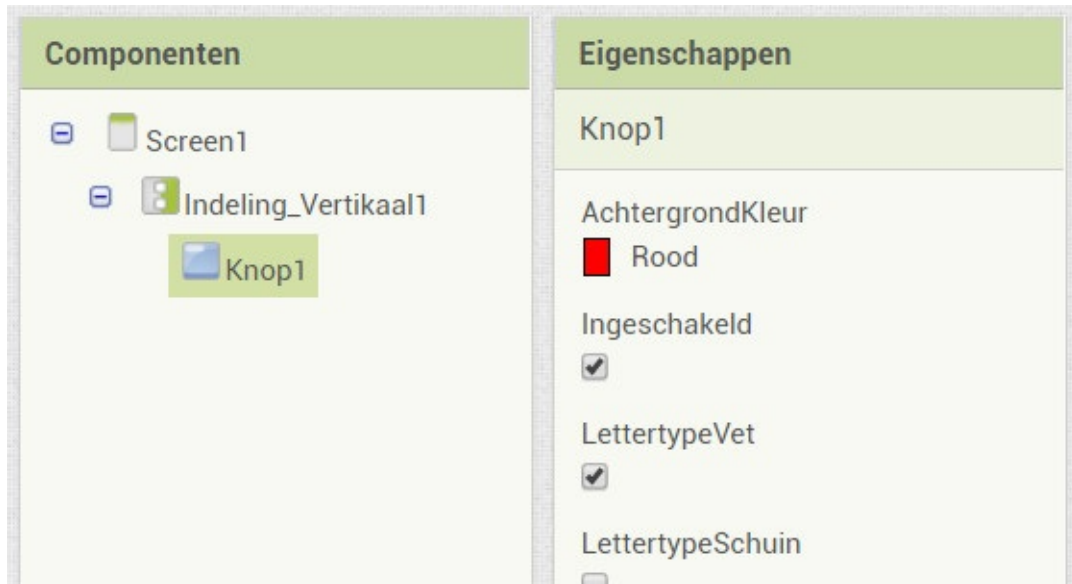 Componenten
Screen1
Indeling_Vertikaal1
Knop1
Eigenschappen
Knop1
AchtergrondKleur
Rood
Ingeschakeld
LettertypeVet
LettertypeSchuin